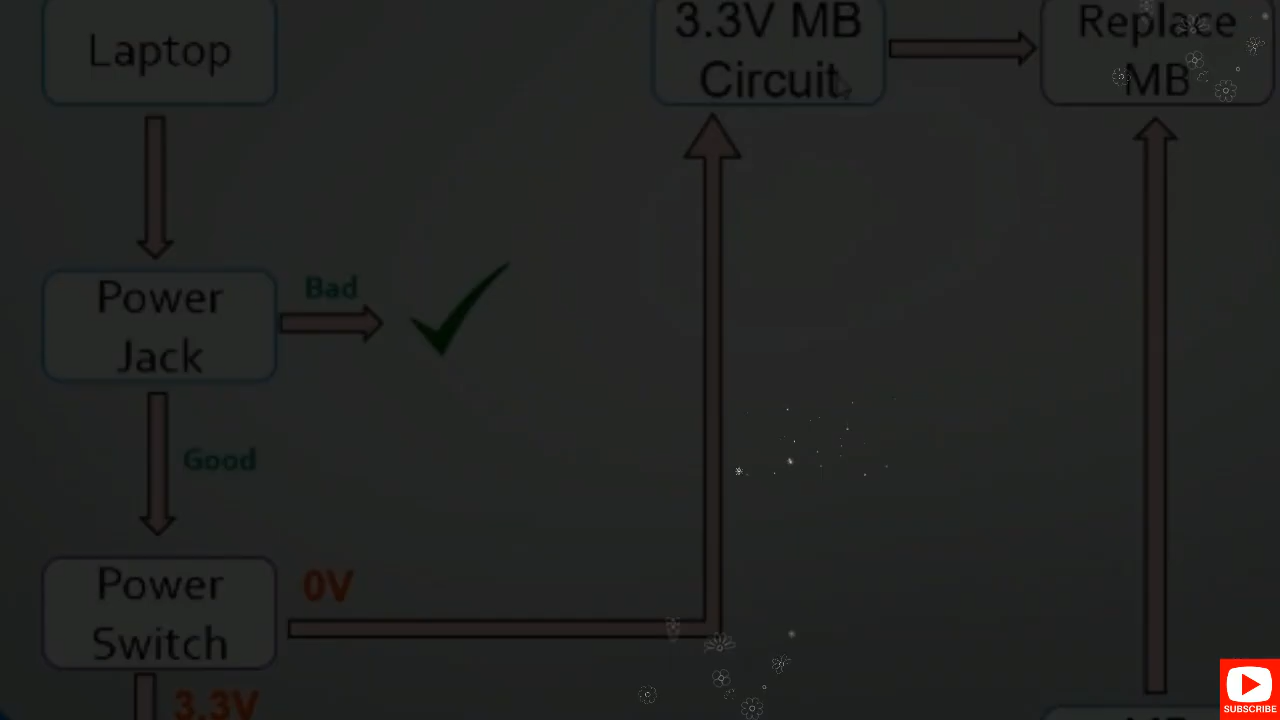 Laptop
3.3V MB
Circuit
Replace
MB
Power
Jack
Bad
Good
Power
Switch
0V
3.3V
SUBSCRIBE